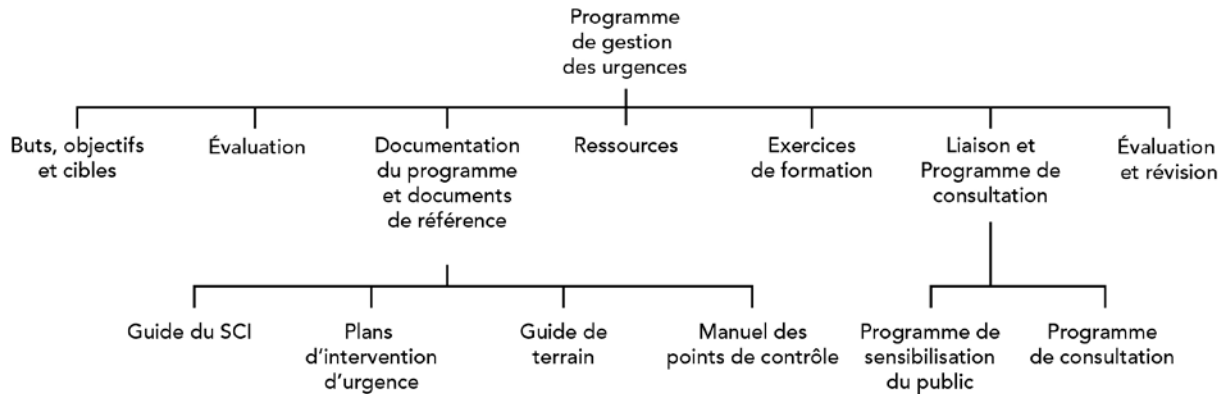 Programme
de gestion
des urgences
Buts, objectifs
et cibles
Évaluation
Documentation
du programme
et documents
de référence
Ressources
Exercices
de formation
Liaison et
Programme de
consultation
Évaluation
et révision
Guide du SCI
Plans
d'intervention
d'urgence
Guide de
terrain
Manuel des
points de contrôle
Programme de
sensibilisation
du public
Programme
de consultation